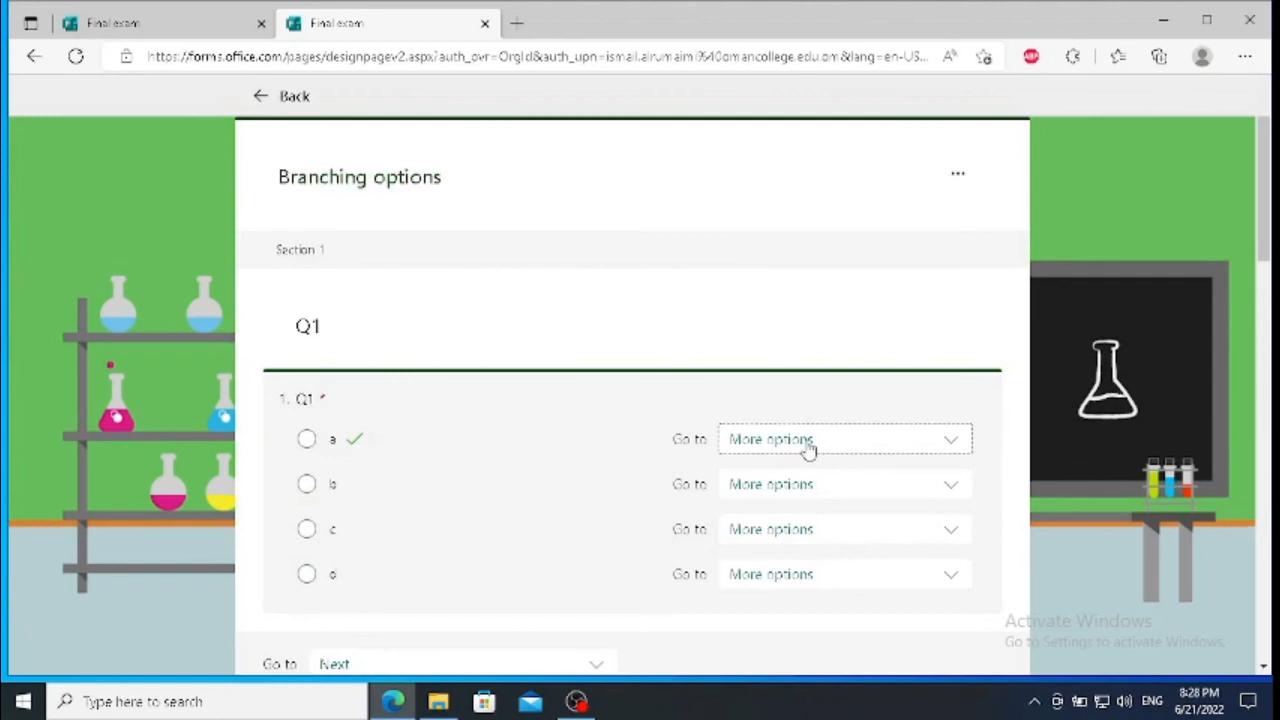 Final exam
Final exam
https://forms.office.com/pages/designpagev2.aspx?auth_pvr=OrgId&auth_upn=ismail.alrumaimi%40omancollege.edu.om&lang=en-US...
Back
Branching options
Section 1
Q1
1. Q1 *
a Go to More options
b Go to More options
c Go to More options
d Go to More options
Go to Next
Activate Windows
Go to Settings to activate Windows.
Type here to search
ENG
8:28 PM
6/21/2022